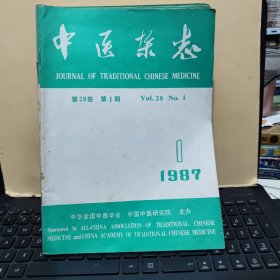 中医杂志
JOURNAL OF TRADITIONAL CHINESE MEDICINE
第28卷 第1期 Vol.28 No.1
1
1987
中华全国中医学会 中国中医研究院 主办
Sponsored by ALL-CHINA ASSOCIATION OF TRADITIONAL CHINESE
MEDICINE and CHINA ACADEMY OF TRADITIONAL CHINESE MEDICINE